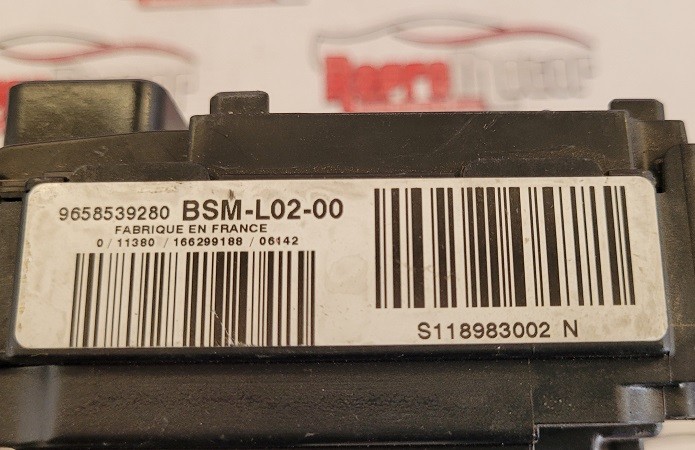 9658539280 BSM-L02-00
FABRIQUE EN FRANCE
0 / 11380 / 166299188 / 06142
S118983002 N